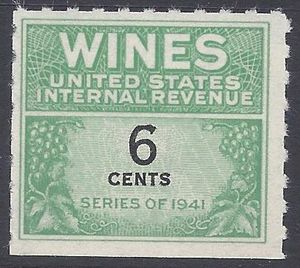 WINES
UNITED STATES
INTERNAL REVENUE
6
CENTS
SERIES OF 1941